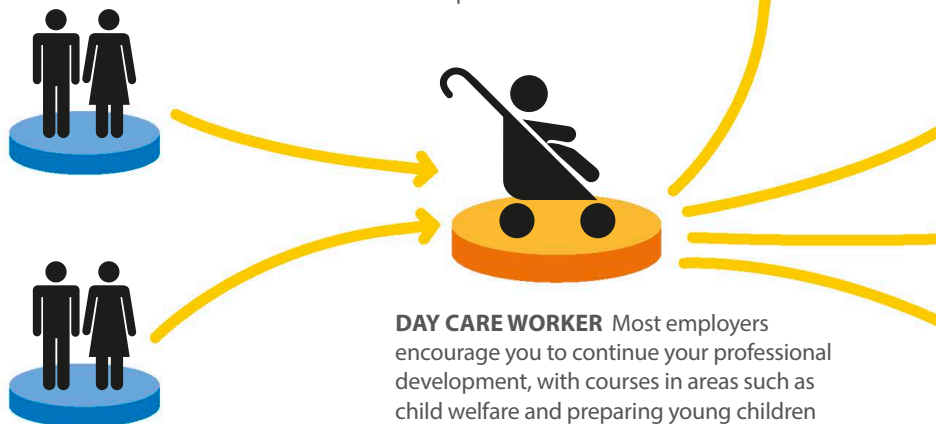 DAY CARE WORKER Most employers
encourage you to continue your professional
development, with courses in areas such as
child welfare and preparing young children